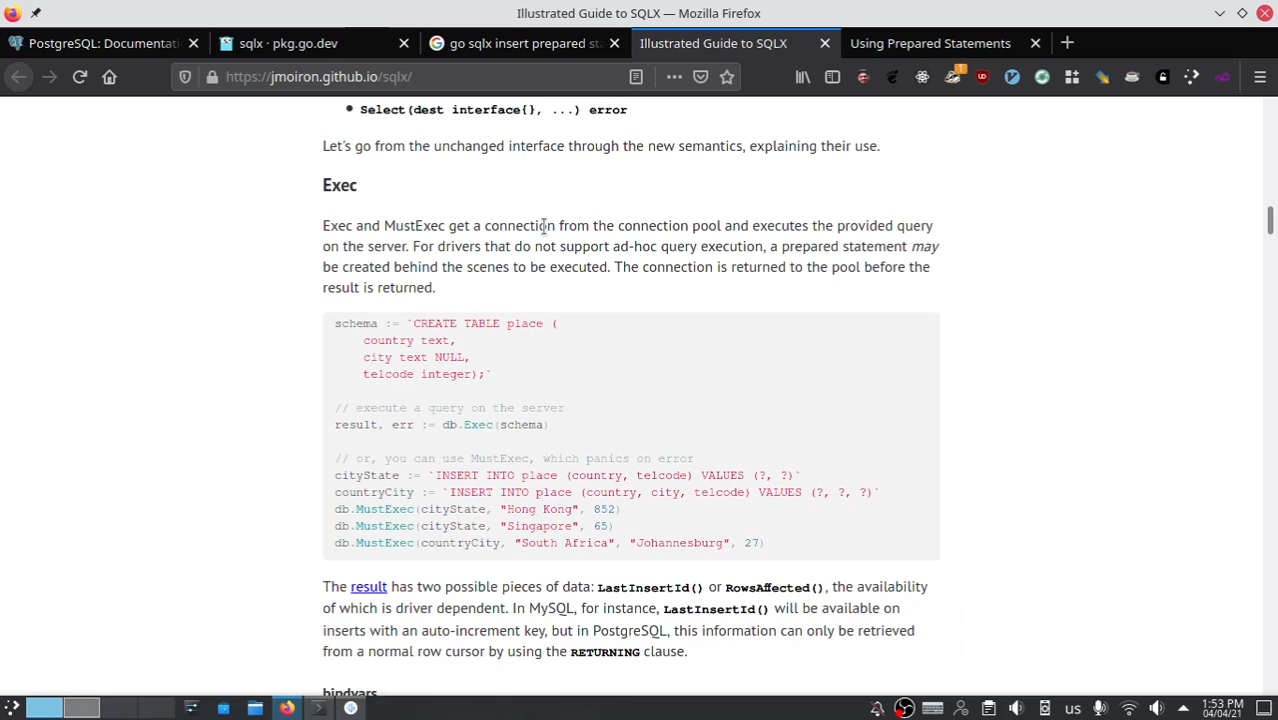 Illustrated Guide to SQLX — Mozilla Firefox
PostgreSQL: Documentati
sqlx · pkg.go.dev
go sqlx insert prepared sta
Illustrated Guide to SQLX
Using Prepared Statements
https://jmoiron.github.io/sqlx/
1
Select(dest interface{}, ...) error
Let's go from the unchanged interface through the new semantics, explaining their use.
Exec
Exec and MustExec get a connection from the connection pool and executes the provided query
on the server. For drivers that do not support ad-hoc query execution, a prepared statement may
be created behind the scenes to be executed. The connection is returned to the pool before the
result is returned.
schema := `CREATE TABLE place (
country text,
city text NULL,
telcode integer);`
// execute a query on the server
result, err := db.Exec(schema)
// or, you can use MustExec, which panics on error
cityState := `INSERT INTO place (country, telcode) VALUES (?, ?)`
countryCity := `INSERT INTO place (country, city, telcode) VALUES (?, ?, ?)`
db.MustExec(cityState, "Hong Kong", 852)
db.MustExec(cityState, "Singapore", 65)
db.MustExec(countryCity, "South Africa", "Johannesburg", 27)
The result has two possible pieces of data: LastInsertId() or RowsAffected(), the availability
of which is driver dependent. In MySQL, for instance, LastInsertId() will be available on
inserts with an auto-increment key, but in PostgreSQL, this information can only be retrieved
from a normal row cursor by using the RETURNING clause.
bindvars
us
1:53 PM
04/04/21